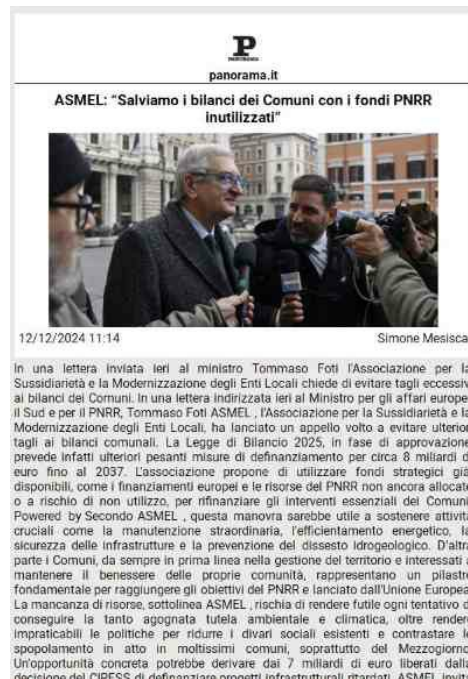 P
PANORAMA
panorama.it
ASMEL: “Salviamo i bilanci dei Comuni con i fondi PNRR
inutilizzati”
12/12/2024 11:14 Simone Mesisca
In una lettera inviata ieri al ministro Tommaso Foti l'Associazione per la
Sussidiarietà e la Modernizzazione degli Enti Locali chiede di evitare tagli eccessivi
ai bilanci dei Comuni. In una lettera indirizzata ieri al Ministro per gli affari europei
il Sud e per il PNRR, Tommaso Foti ASMEL , l'Associazione per la Sussidiarietà e la
Modernizzazione degli Enti Locali, ha lanciato un appello volto a evitare ulteriori
tagli ai bilanci comunali. La Legge di Bilancio 2025, in fase di approvazione
prevede infatti ulteriori pesanti misure di definanziamento per circa 8 miliardi d
euro fino al 2037. L'associazione propone di utilizzare fondi strategici già
disponibili, come i finanziamenti europei e le risorse del PNRR non ancora allocate
o a rischio di non utilizzo, per rifinanziare gli interventi essenziali dei Comuni
Powered by Secondo ASMEL , questa manovra sarebbe utile a sostenere attività
cruciali come la manutenzione straordinaria, l'efficientamento energetico, la
sicurezza delle infrastrutture e la prevenzione del dissesto idrogeologico. D'altra
parte i Comuni, da sempre in prima linea nella gestione del territorio e interessati a
mantenere il benessere delle proprie comunità, rappresentano un pilastro
fondamentale per raggiungere gli obiettivi del PNRR e lanciato dall'Unione Europea
La mancanza di risorse, sottolinea ASMEL , rischia di rendere futile ogni tentativo d
conseguire la tanto agognata tutela ambientale e climatica, oltre rendere
impraticabili le politiche per ridurre i divari sociali esistenti e contrastare lo
spopolamento in atto in moltissimi comuni, soprattutto del Mezzogiorno
Un'opportunità concreta potrebbe derivare dai 7 miliardi di euro liberati dalla
decisione del CIPESS di definanziare progetti infrastrutturali ritardati. ASMEL invita